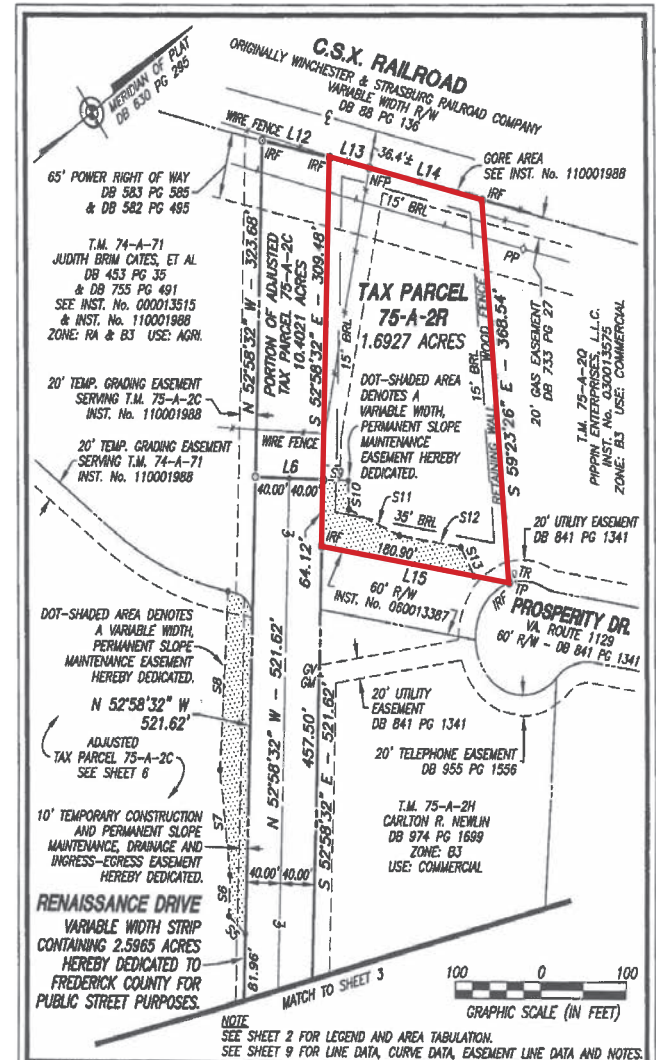 MERIDIAN OF PLAT
DB 630 PG 295
C.S.X. RAILROAD
ORIGINALLY WINCHESTER & STRASBURG RAILROAD COMPANY
VARIABLE WIDTH R/W
DB 88 PG 136
WIRE FENCE
L12
IRF
IRF
L13
36.4'±
L14
NFP
IRF
GORE AREA
SEE INST. No. 110001988
65' POWER RIGHT OF WAY
DB 583 PG 585
& DB 582 PG 495
15' BRL
PP
T.M. 74-A-71
JUDITH BRIM CATES, ET AL
DB 453 PG 35
& DB 755 PG 491
SEE INST. No. 000013515
& INST. No. 110001988
ZONE: RA & B3 USE: AGRI.
N 52°58'32" W - 323.68'
PORTION OF ADJUSTED
TAX PARCEL 75-A-2C
10.4021 ACRES
S 52°58'32" E - 309.48'
15' BRL
TAX PARCEL
75-A-2R
1.6927 ACRES
15' BRL
WOOD FENCE
RETAINING WALL
S 59°23'26" E - 368.54'
20' GAS EASEMENT
DB 733 PG 27
T.M. 75-A-2Q
PIPPIN ENTERPRISES, L.L.C.
INST. No. 030013575
ZONE: B3 USE: COMMERCIAL
DOT-SHADED AREA
DENOTES A
VARIABLE WIDTH,
PERMANENT SLOPE
MAINTENANCE
EASEMENT HEREBY
DEDICATED.
20' TEMP. GRADING EASEMENT
SERVING T.M. 75-A-2C
INST. No. 110001988
WIRE FENCE
20' TEMP. GRADING EASEMENT
SERVING T.M. 74-A-71
INST. No. 110001988
L6
40.00' 40.00'
S9
S10
S11
35' BRL
S12
S13
IRF
180.90'
64.12'
L15
60' R/W
INST. No. 060013387
20' UTILITY EASEMENT
DB 841 PG 1341
TR
TP
IRF
PROSPERITY DR.
VA. ROUTE 1129
60' R/W - DB 841 PG 1341
DOT-SHADED AREA DENOTES
A VARIABLE WIDTH,
PERMANENT SLOPE
MAINTENANCE EASEMENT
HEREBY DEDICATED.
S8
N 52°58'32" W
521.62'
ADJUSTED
TAX PARCEL 75-A-2C
SEE SHEET 6
N 52°58'32" W - 521.62'
457.50'
S 52°58'32" E - 521.62'
20' UTILITY
EASEMENT
DB 841 PG 1341
20' TELEPHONE EASEMENT
DB 955 PG 1556
T.M. 75-A-2H
CARLTON R. NEWLIN
DB 974 PG 1699
ZONE: B3
USE: COMMERCIAL
S7
10' TEMPORARY CONSTRUCTION
AND PERMANENT SLOPE
MAINTENANCE, DRAINAGE AND
INGRESS-EGRESS EASEMENT
HEREBY DEDICATED.
40.00' 40.00'
S6
RENAISSANCE DRIVE
VARIABLE WIDTH STRIP
CONTAINING 2.5965 ACRES
HEREBY DEDICATED TO
FREDERICK COUNTY FOR
PUBLIC STREET PURPOSES.
81.96'
MATCH TO SHEET 3
100 0 100
GRAPHIC SCALE (IN FEET)
NOTE
SEE SHEET 2 FOR LEGEND AND AREA TABULATION.
SEE SHEET 9 FOR LINE DATA, CURVE DATA, EASEMENT LINE DATA AND NOTES.